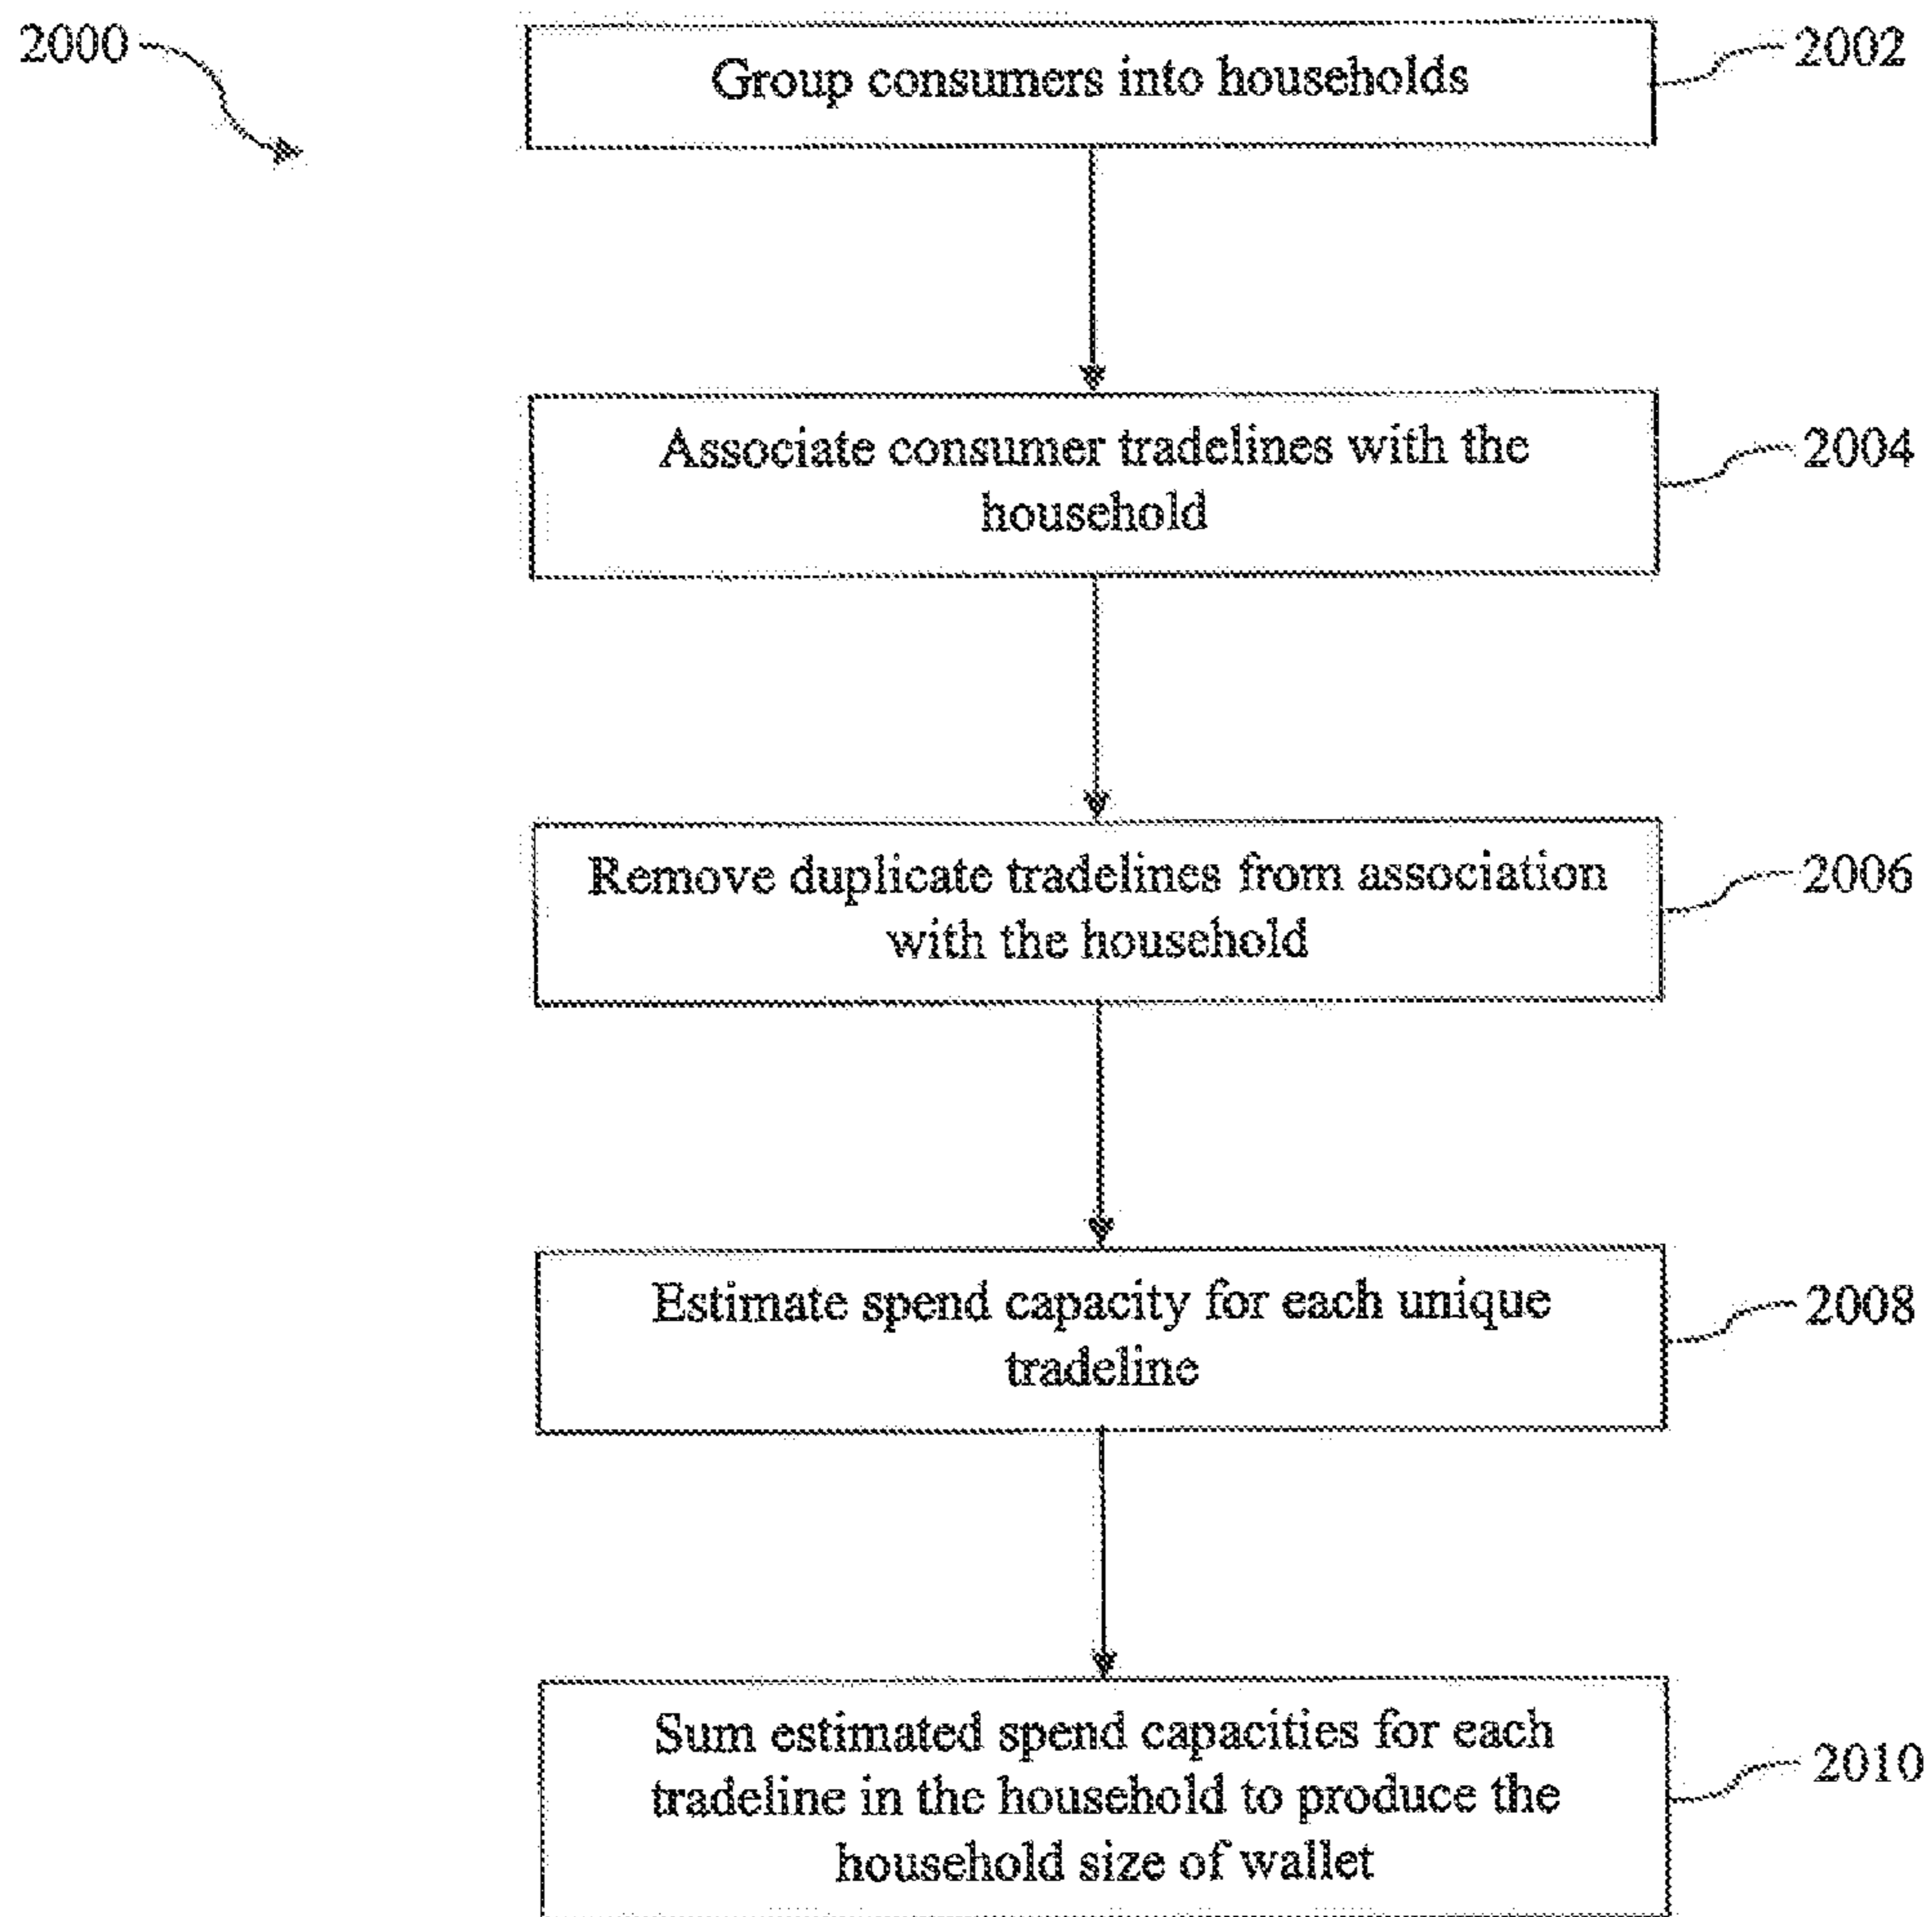 2000
Group consumers into households
2002
Associate consumer tradelines with the
household
2004
Remove duplicate tradelines from association
with the household
2006
Estimate spend capacity for each unique
tradeline
2008
Sum estimated spend capacities for each
tradeline in the household to produce the
household size of wallet
2010